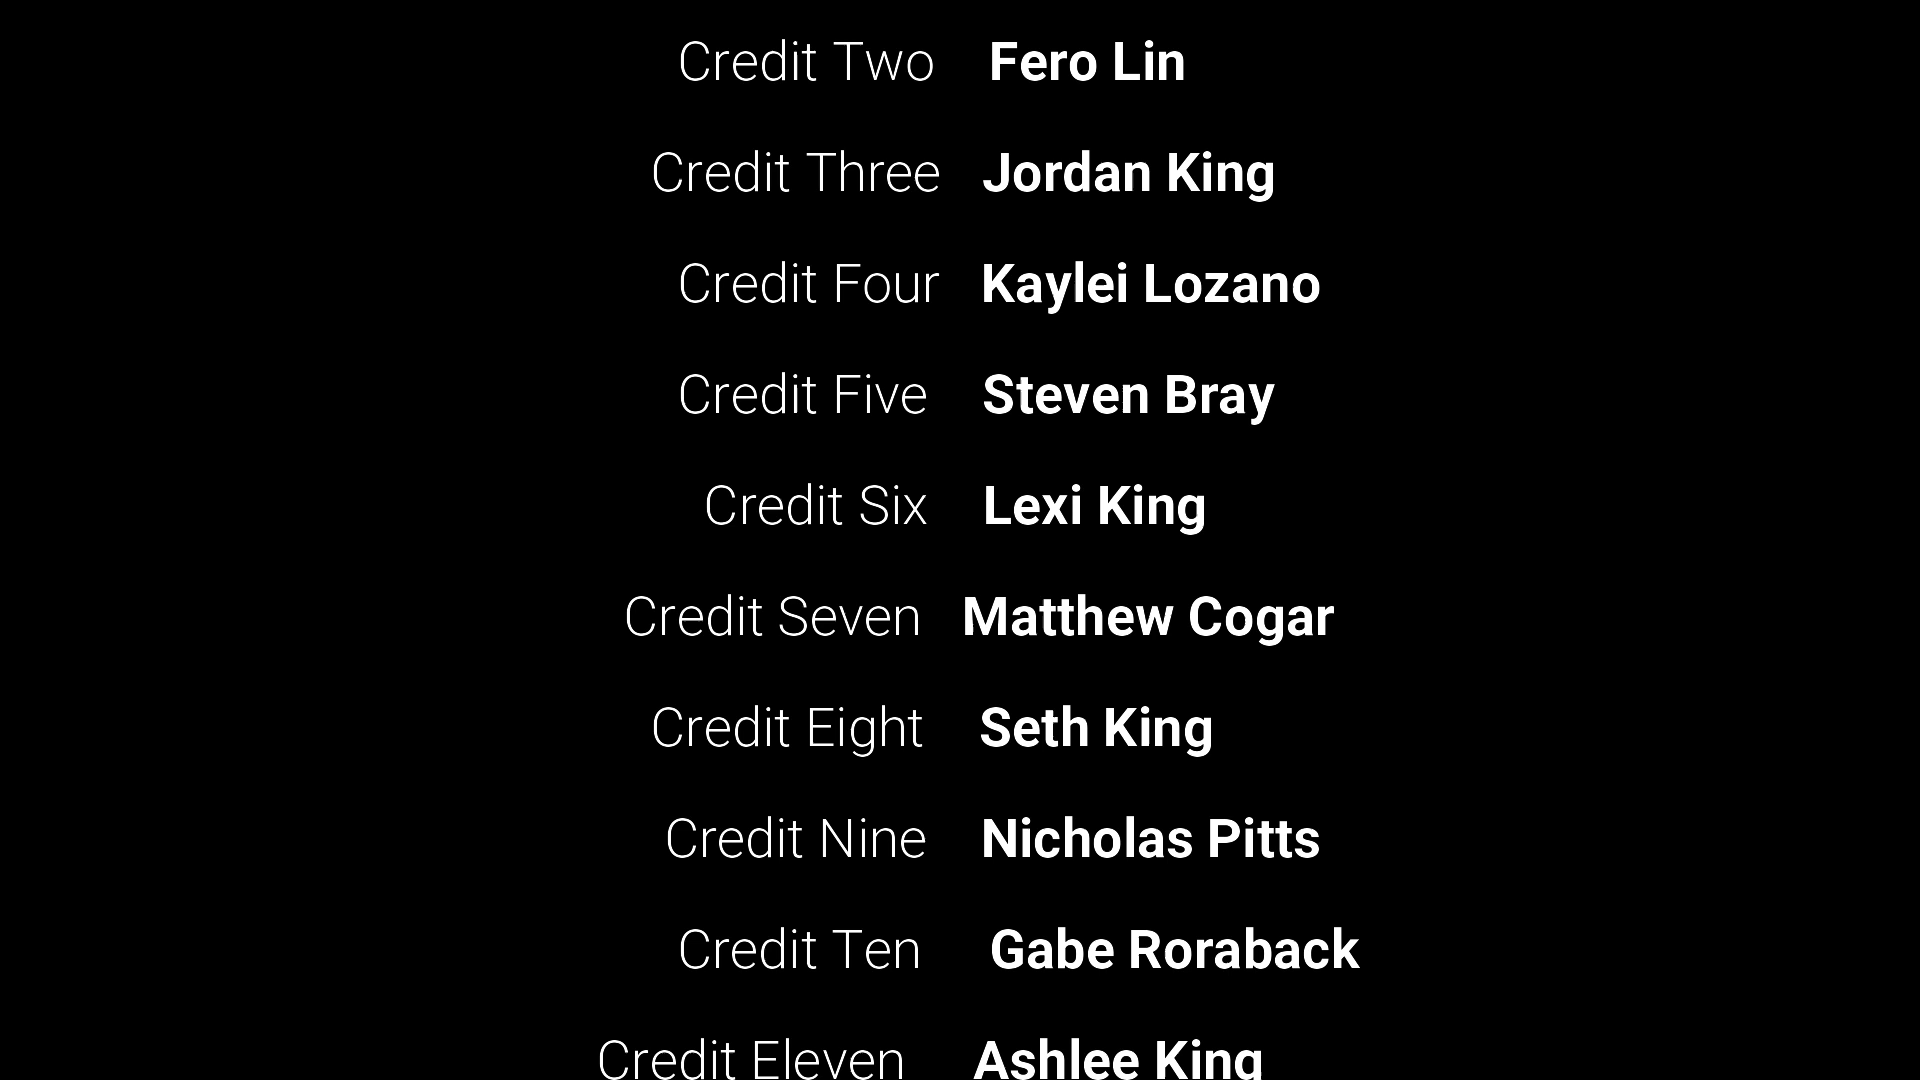 Credit Two Fero Lin
Credit Three Jordan King
Credit Four Kaylei Lozano
Credit Five Steven Bray
Credit Six Lexi King
Credit Seven Matthew Cogar
Credit Eight Seth King
Credit Nine Nicholas Pitts
Credit Ten Gabe Roraback
Credit Eleven Ashlee King